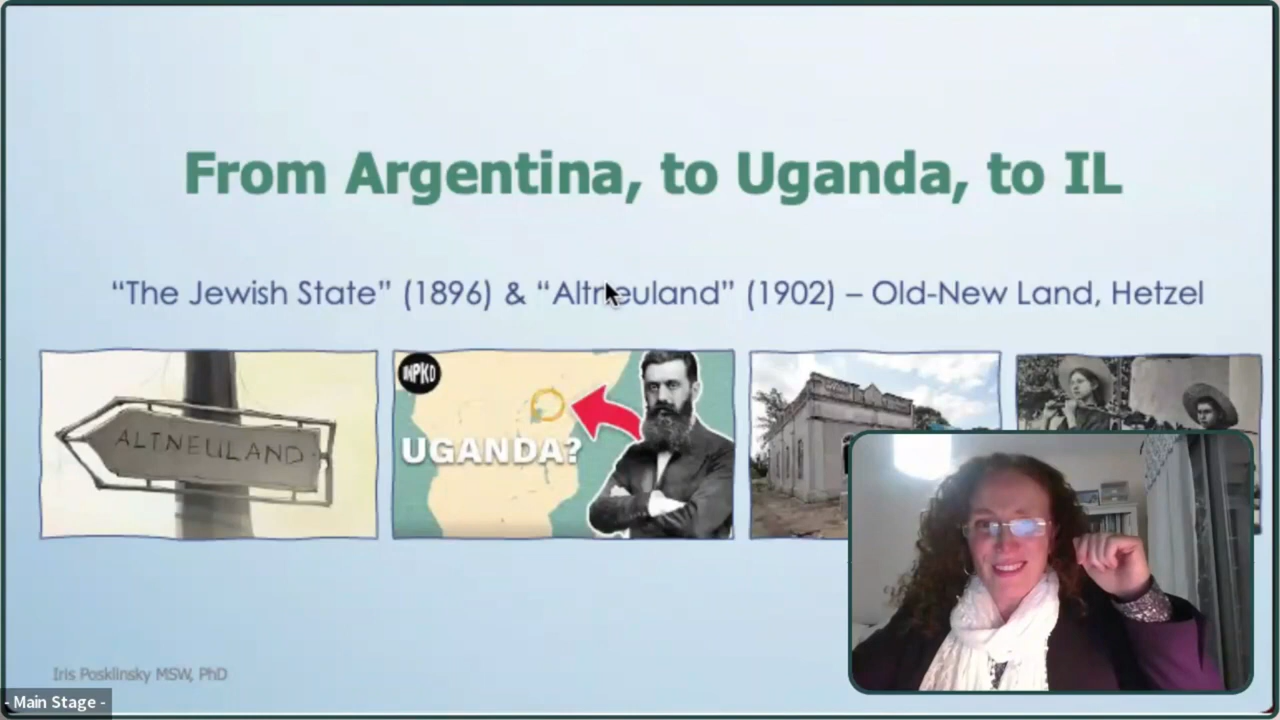 From Argentina, to Uganda, to IL
“The Jewish State” (1896) & “Altneuland” (1902) – Old-New Land, Hetzel
ALTNEULAND
UNPKD
UGANDA?
Iris Posklinsky MSW, PhD
- Main Stage -